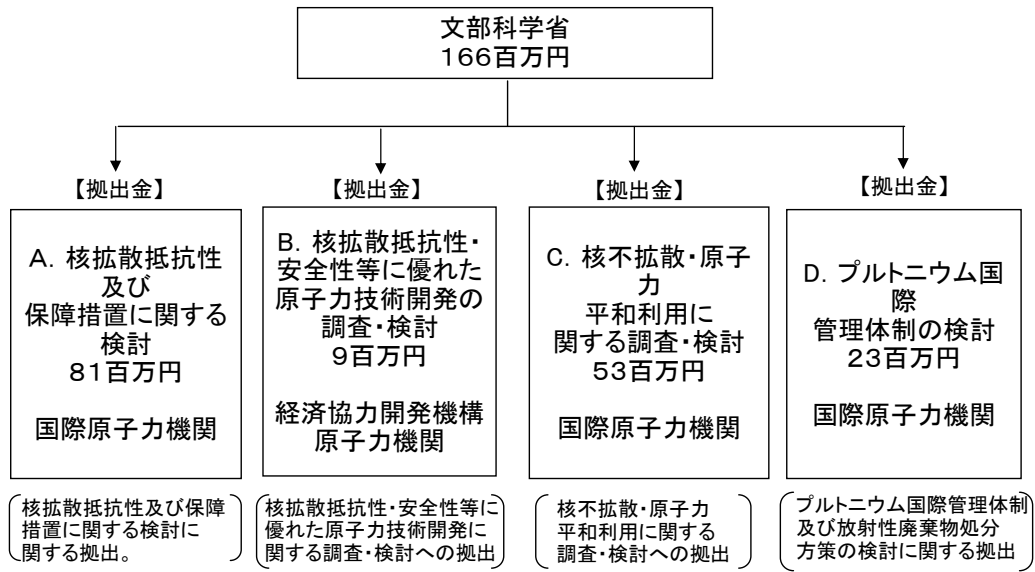 文部科学省
166百万円
【拠出金】
【拠出金】
【拠出金】
【拠出金】
A．核拡散抵抗性
及び
保障措置に関する
検討
81百万円
国際原子力機関
B．核拡散抵抗性・
安全性等に優れた
原子力技術開発の
調査・検討
9百万円
経済協力開発機構
原子力機関
C．核不拡散・原子
力
平和利用に
関する調査・検討
53百万円
国際原子力機関
D．プルトニウム国
際
管理体制の検討
23百万円
国際原子力機関
核拡散抵抗性及び保障
措置に関する検討に
関する拠出。
核拡散抵抗性・安全性等に
優れた原子力技術開発に
関する調査・検討への拠出
核不拡散・原子力
平和利用に関する
調査・検討への拠出
プルトニウム国際管理体制
及び放射性廃棄物処分
方策の検討に関する拠出